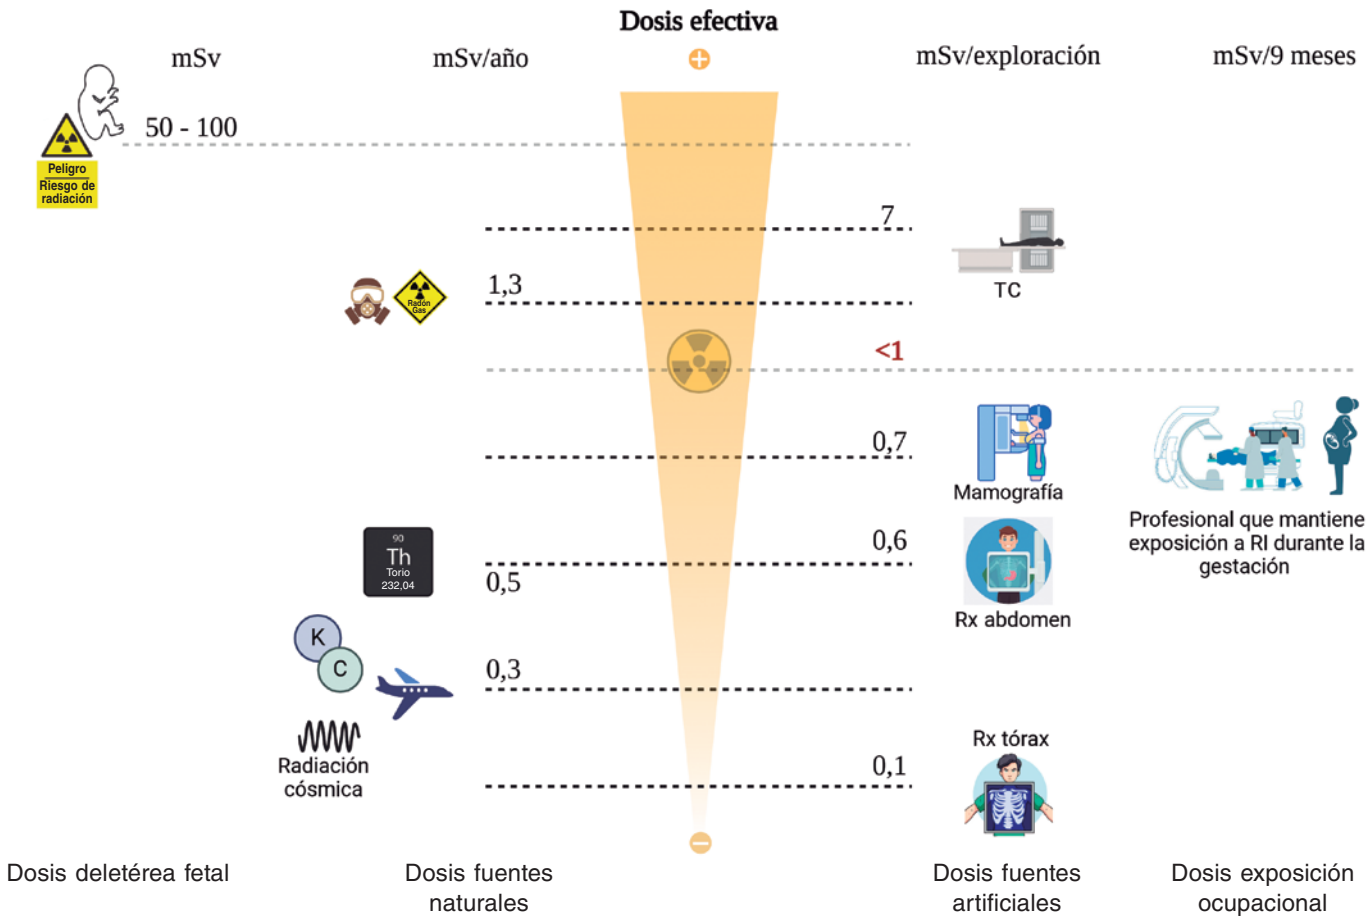 Dosis efectiva
mSv
mSv/año
mSv/exploración
mSv/9 meses
50 - 100
Peligro
Riesgo de
radiación
7
TC
1,3
Radón
Gas
<1
0,7
Mamografía
Profesional que mantiene
exposición a RI durante la
gestación
90
Th
Torio
232,04
0,5
0,6
Rx abdomen
K
C
0,3
Radiación
cósmica
Rx tórax
0,1
Dosis deletérea fetal
Dosis fuentes
naturales
Dosis fuentes
artificiales
Dosis exposición
ocupacional